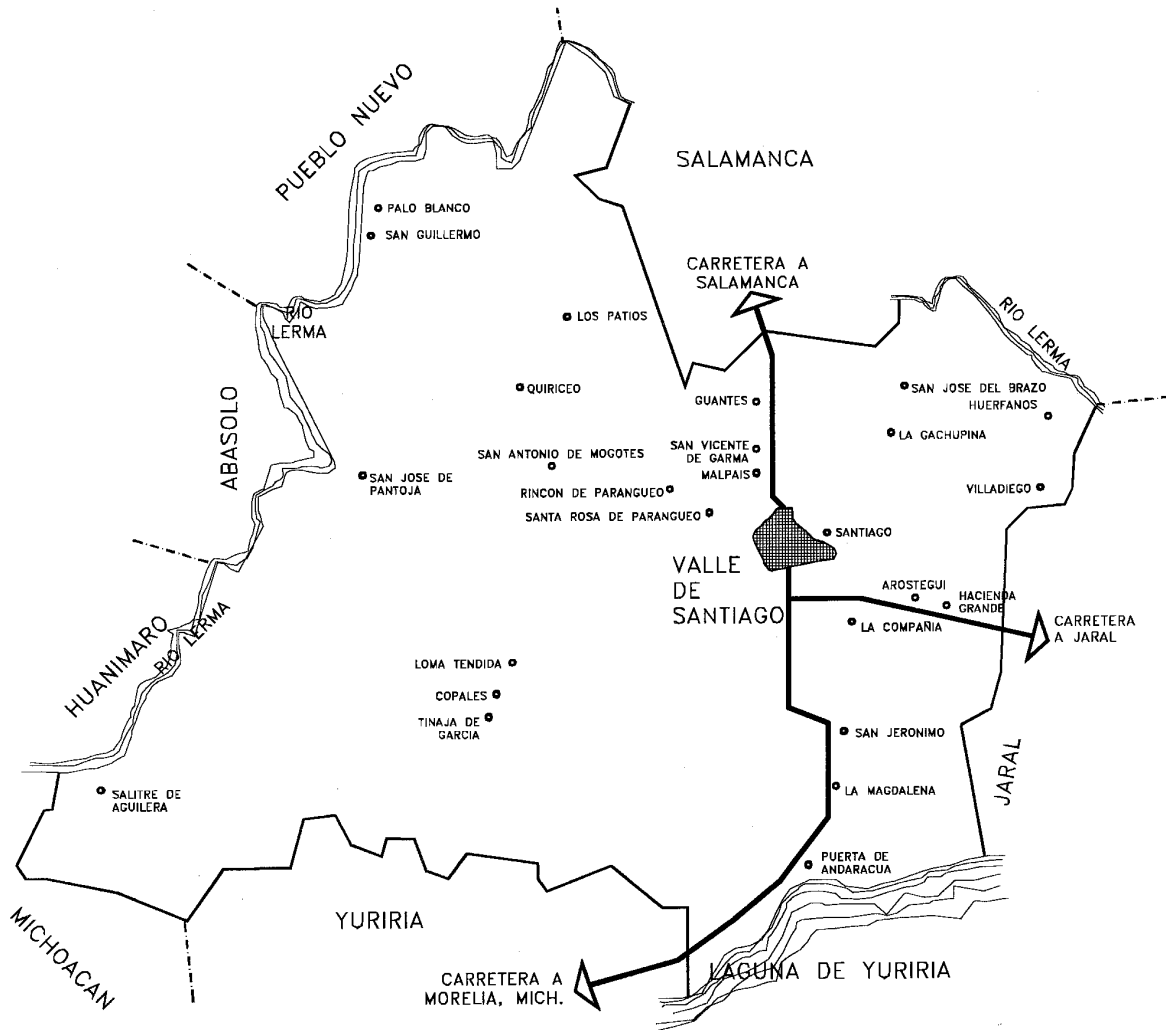 PUEBLO NUEVO
SALAMANCA
PALO BLANCO
SAN GUILLERMO
CARRETERA A
SALAMANCA
RIO
LERMA
LOS PATIOS
RIO LERMA
ABASOLO
QUIRICEO
GUANTES
SAN JOSE DEL BRAZO
HUERFANOS
LA GACHUPINA
SAN VICENTE
DE GARMA
MALPAIS
SAN ANTONIO DE MOGOTES
SAN JOSE DE
PANTOJA
RINCON DE PARANGUEO
VILLADIEGO
SANTA ROSA DE PARANGUEO
SANTIAGO
VALLE
DE
SANTIAGO
AROSTEGUI
HACIENDA
GRANDE
LA COMPAÑIA
CARRETERA
A JARAL
HUANIMARO
RIO LERMA
LOMA TENDIDA
COPALES
TINAJA DE
GARCIA
SAN JERONIMO
JARAL
SALITRE DE
AGUILERA
LA MAGDALENA
PUERTA DE
ANDARACUA
MICHOACAN
YURIRIA
LAGUNA DE YURIRIA
CARRETERA A
MORELIA, MICH.